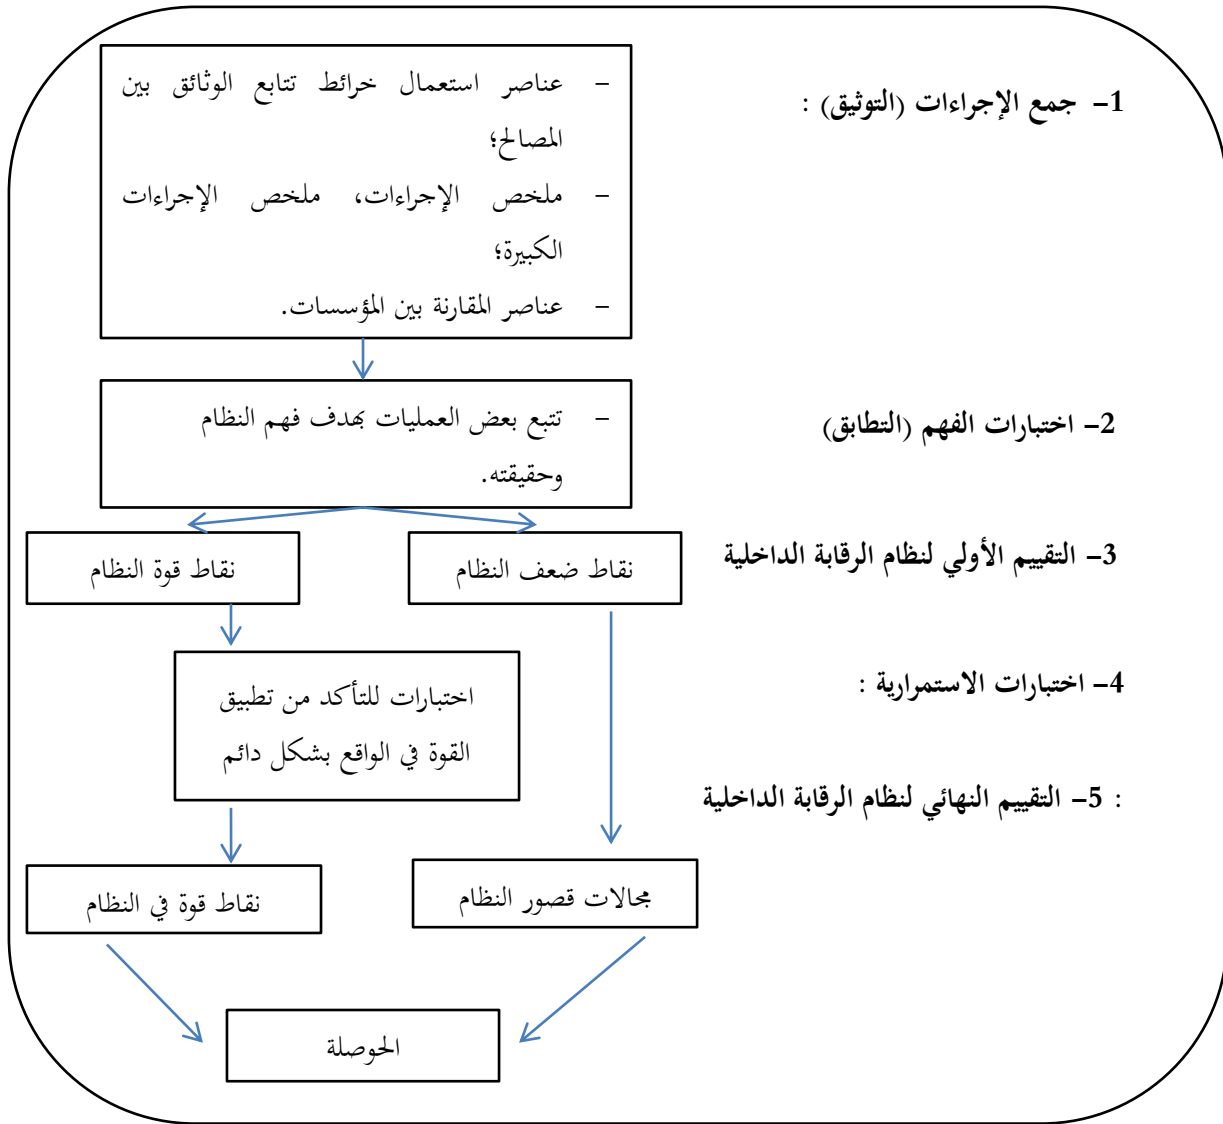 1- جمع الإجراءات (التوثيق) :
- عناصر استعمال خرائط تتابع الوثائق بين
المصالح؛
- ملخص الإجراءات، ملخص الإجراءات
الكبيرة؛
- عناصر المقارنة بين المؤسسات.
2- اختبارات الفهم (التطابق)
- تتبع بعض العمليات بهدف فهم النظام
وحقيقته.
3- التقييم الأولي لنظام الرقابة الداخلية
نقاط ضعف النظام
نقاط قوة النظام
4- اختبارات الاستمرارية :
اختبارات للتأكد من تطبيق
القوة في الواقع بشكل دائم
: 5- التقييم النهائي لنظام الرقابة الداخلية
مجالات قصور النظام
نقاط قوة في النظام
الحوصلة